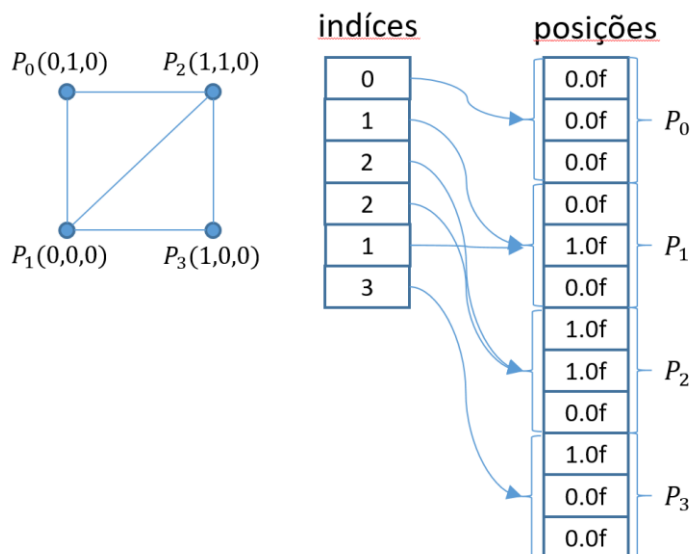 indíces
posições
P₀(0,1,0) P₂(1,1,0)
P₁(0,0,0) P₃(1,0,0)
0
1
2
2
1
3
0.0f
0.0f
0.0f
P₀
0.0f
1.0f
0.0f
P₁
1.0f
1.0f
0.0f
P₂
1.0f
0.0f
0.0f
P₃